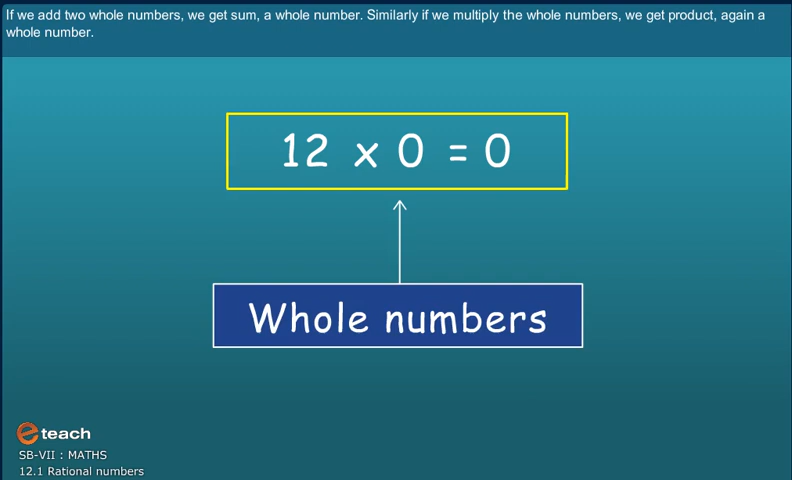 If we add two whole numbers, we get sum, a whole number. Similarly if we multiply the whole numbers, we get product, again a
whole number.
12 x 0 = 0
Whole numbers
eteach
SB-VII : MATHS
12.1 Rational numbers